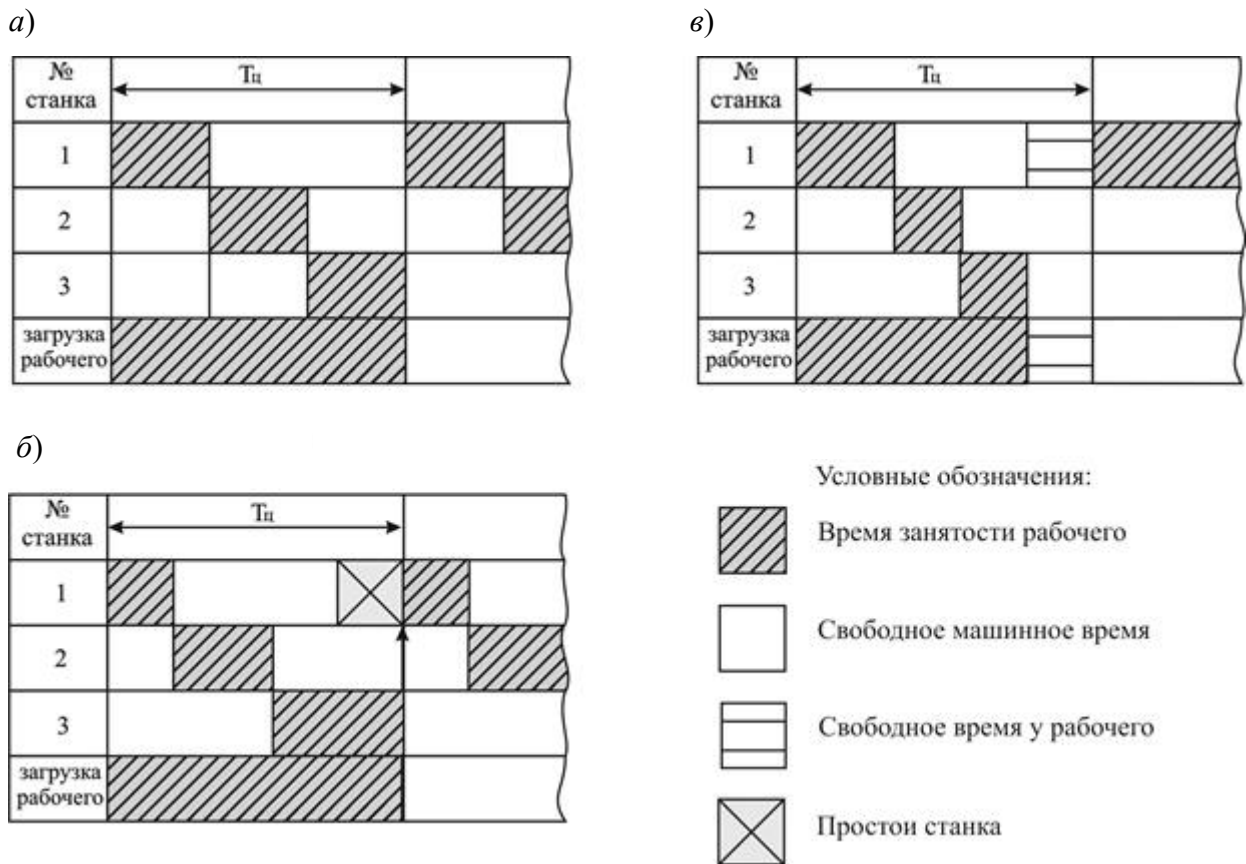 а)
№
станка
Тц
1
2
3
загрузка
рабочего
в)
№
станка
Тц
1
2
3
загрузка
рабочего
б)
№
станка
Тц
1
2
3
загрузка
рабочего
Условные обозначения:
Время занятости рабочего
Свободное машинное время
Свободное время у рабочего
Простои станка